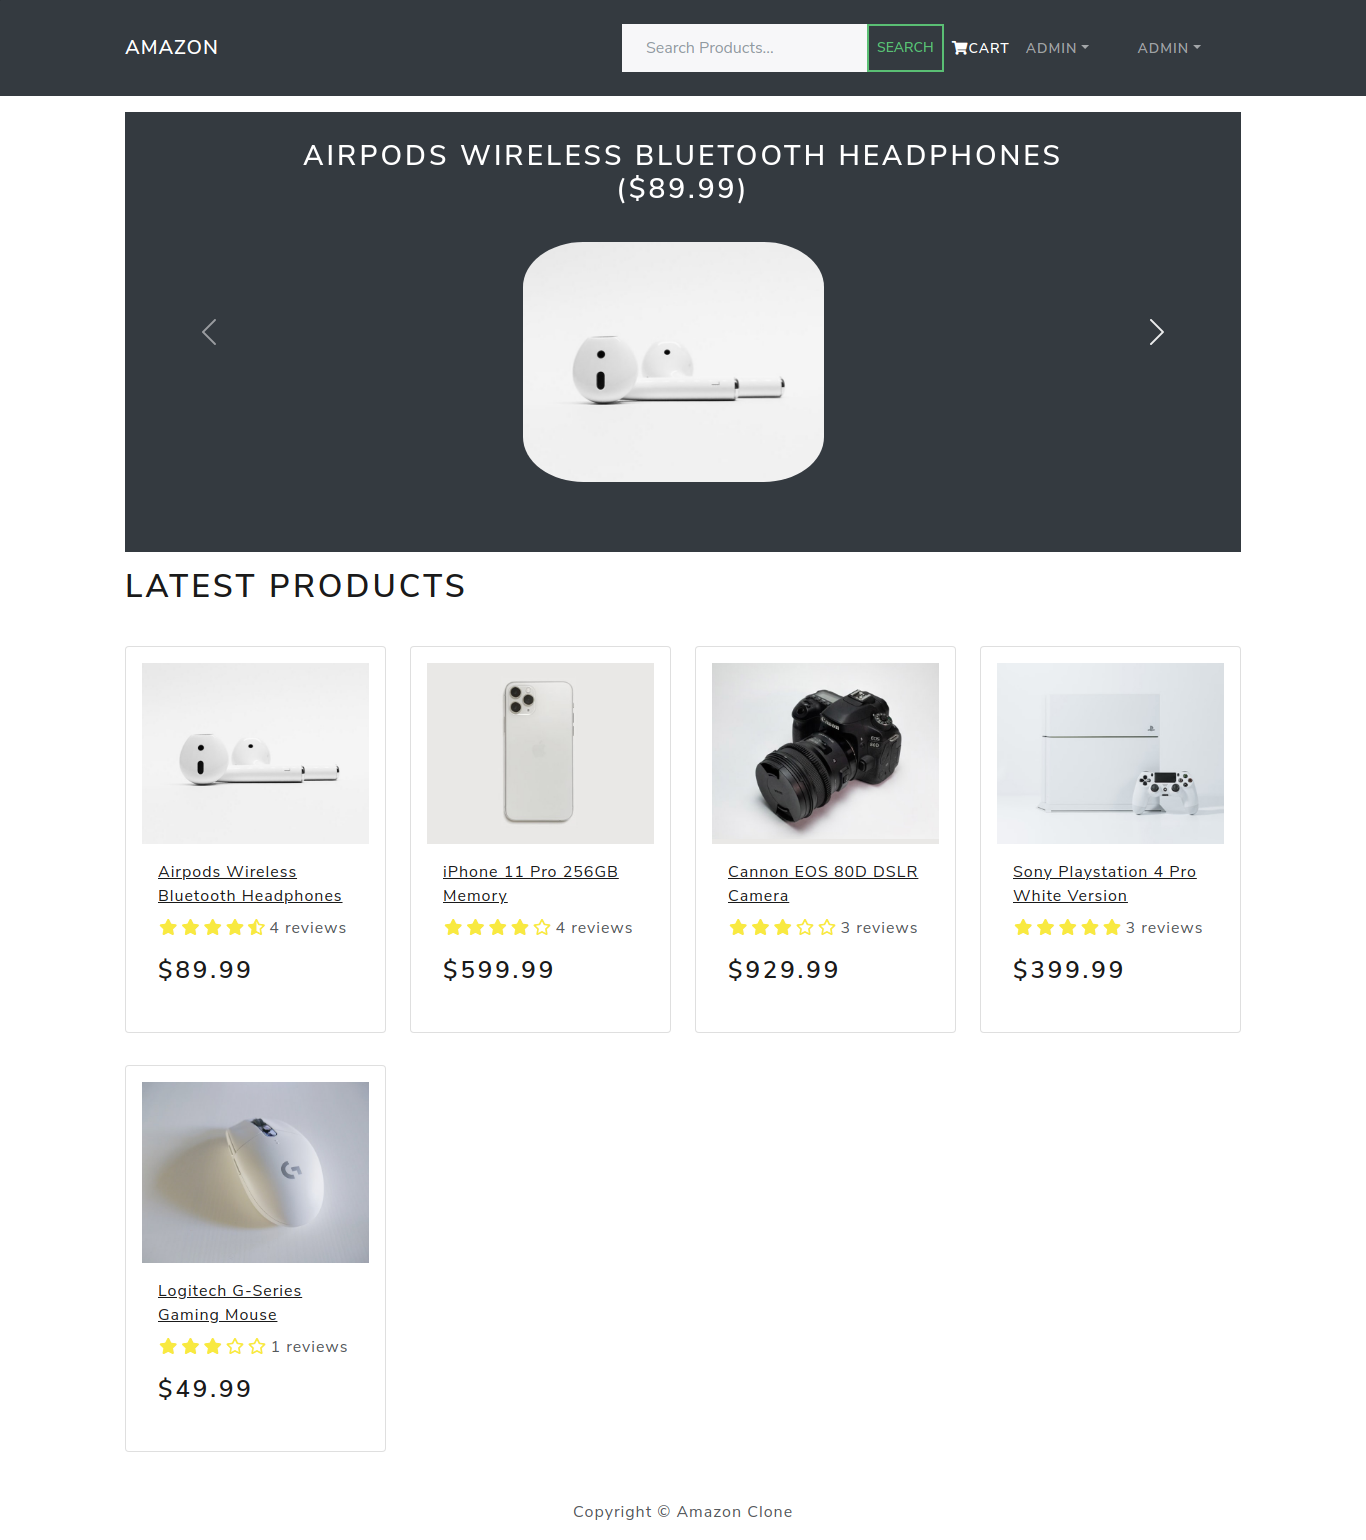 AMAZON
Search Products...
SEARCH
CART
ADMIN
ADMIN
AIRPODS WIRELESS BLUETOOTH HEADPHONES
($89.99)
LATEST PRODUCTS
Airpods Wireless
Bluetooth Headphones
4 reviews
$89.99
iPhone 11 Pro 256GB
Memory
4 reviews
$599.99
Canon
EOS
80D
Cannon EOS 80D DSLR
Camera
3 reviews
$929.99
Sony Playstation 4 Pro
White Version
3 reviews
$399.99
G
Logitech G-Series
Gaming Mouse
1 reviews
$49.99
Copyright © Amazon Clone